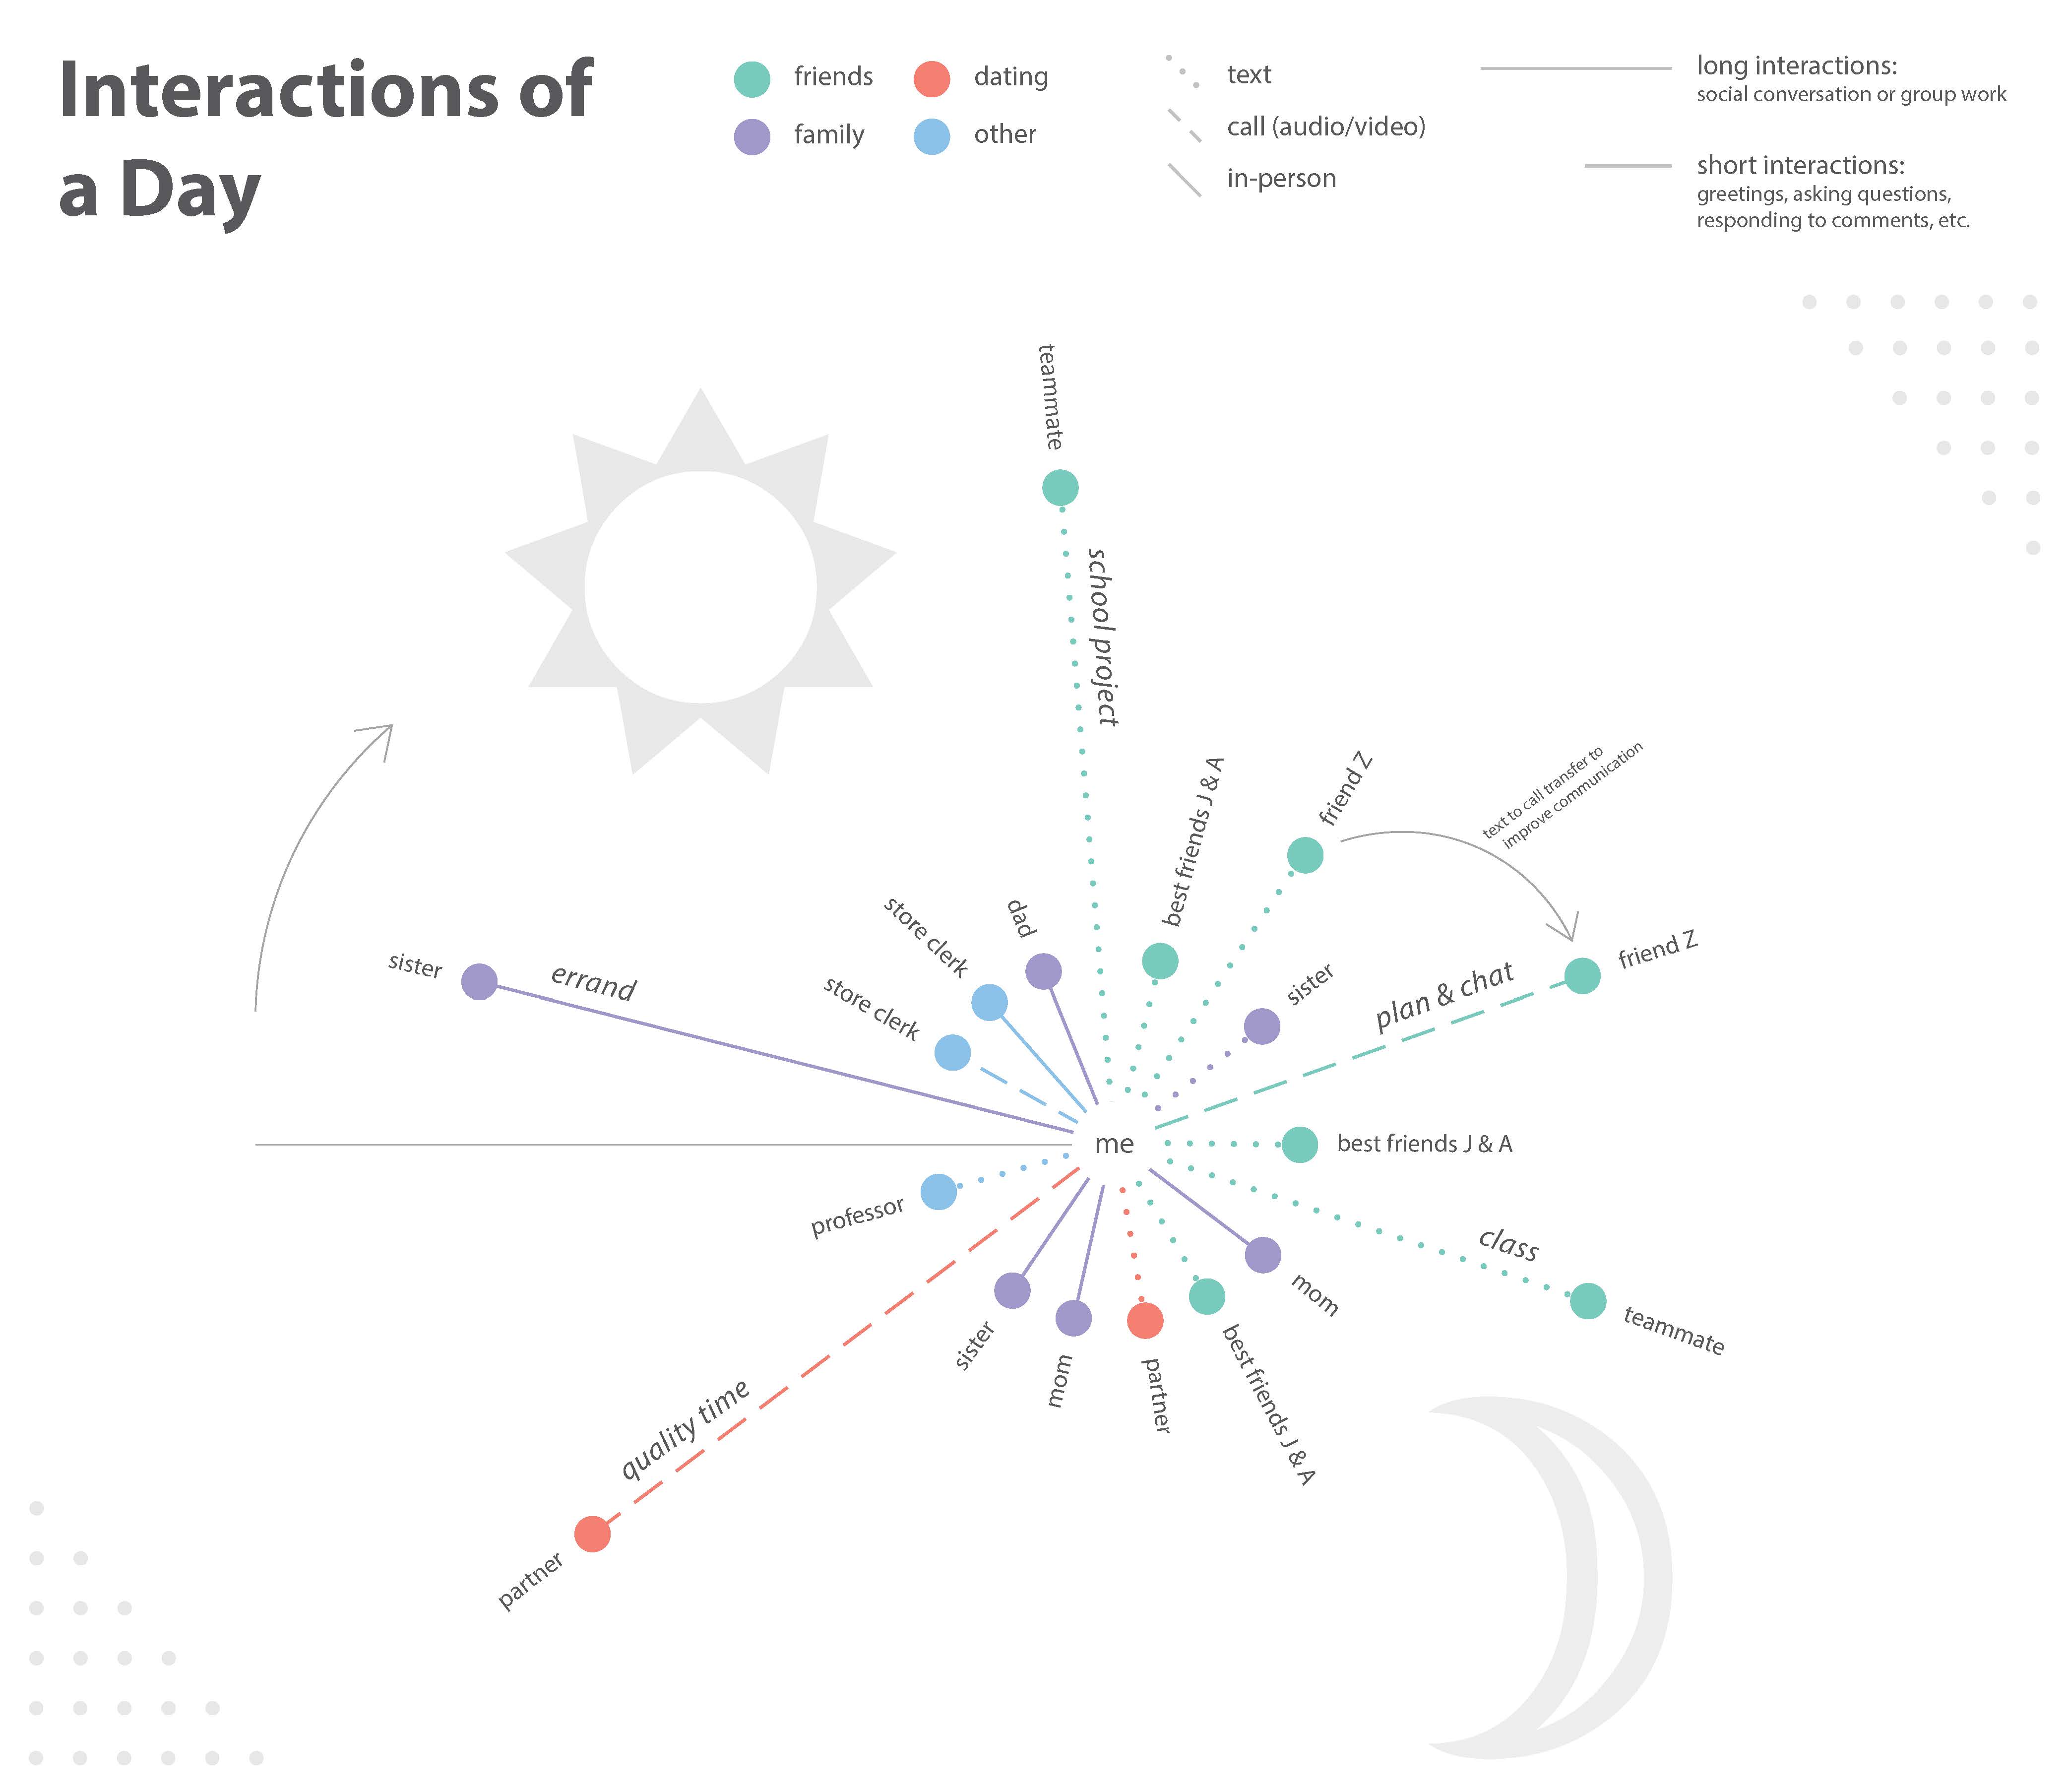 Interactions of
a Day
friends
family
dating
other
text
call (audio/video)
in-person
long interactions:
social conversation or group work
short interactions:
greetings, asking questions,
responding to comments, etc.
sister
errand
store clerk
store clerk
dad
teammate
school project
best friends J & A
friend Z
text to call transfer to
improve communication
sister
plan & chat
friend Z
me
best friends J & A
class
teammate
mom
best friends J & A
partner
mom
sister
quality time
partner
professor